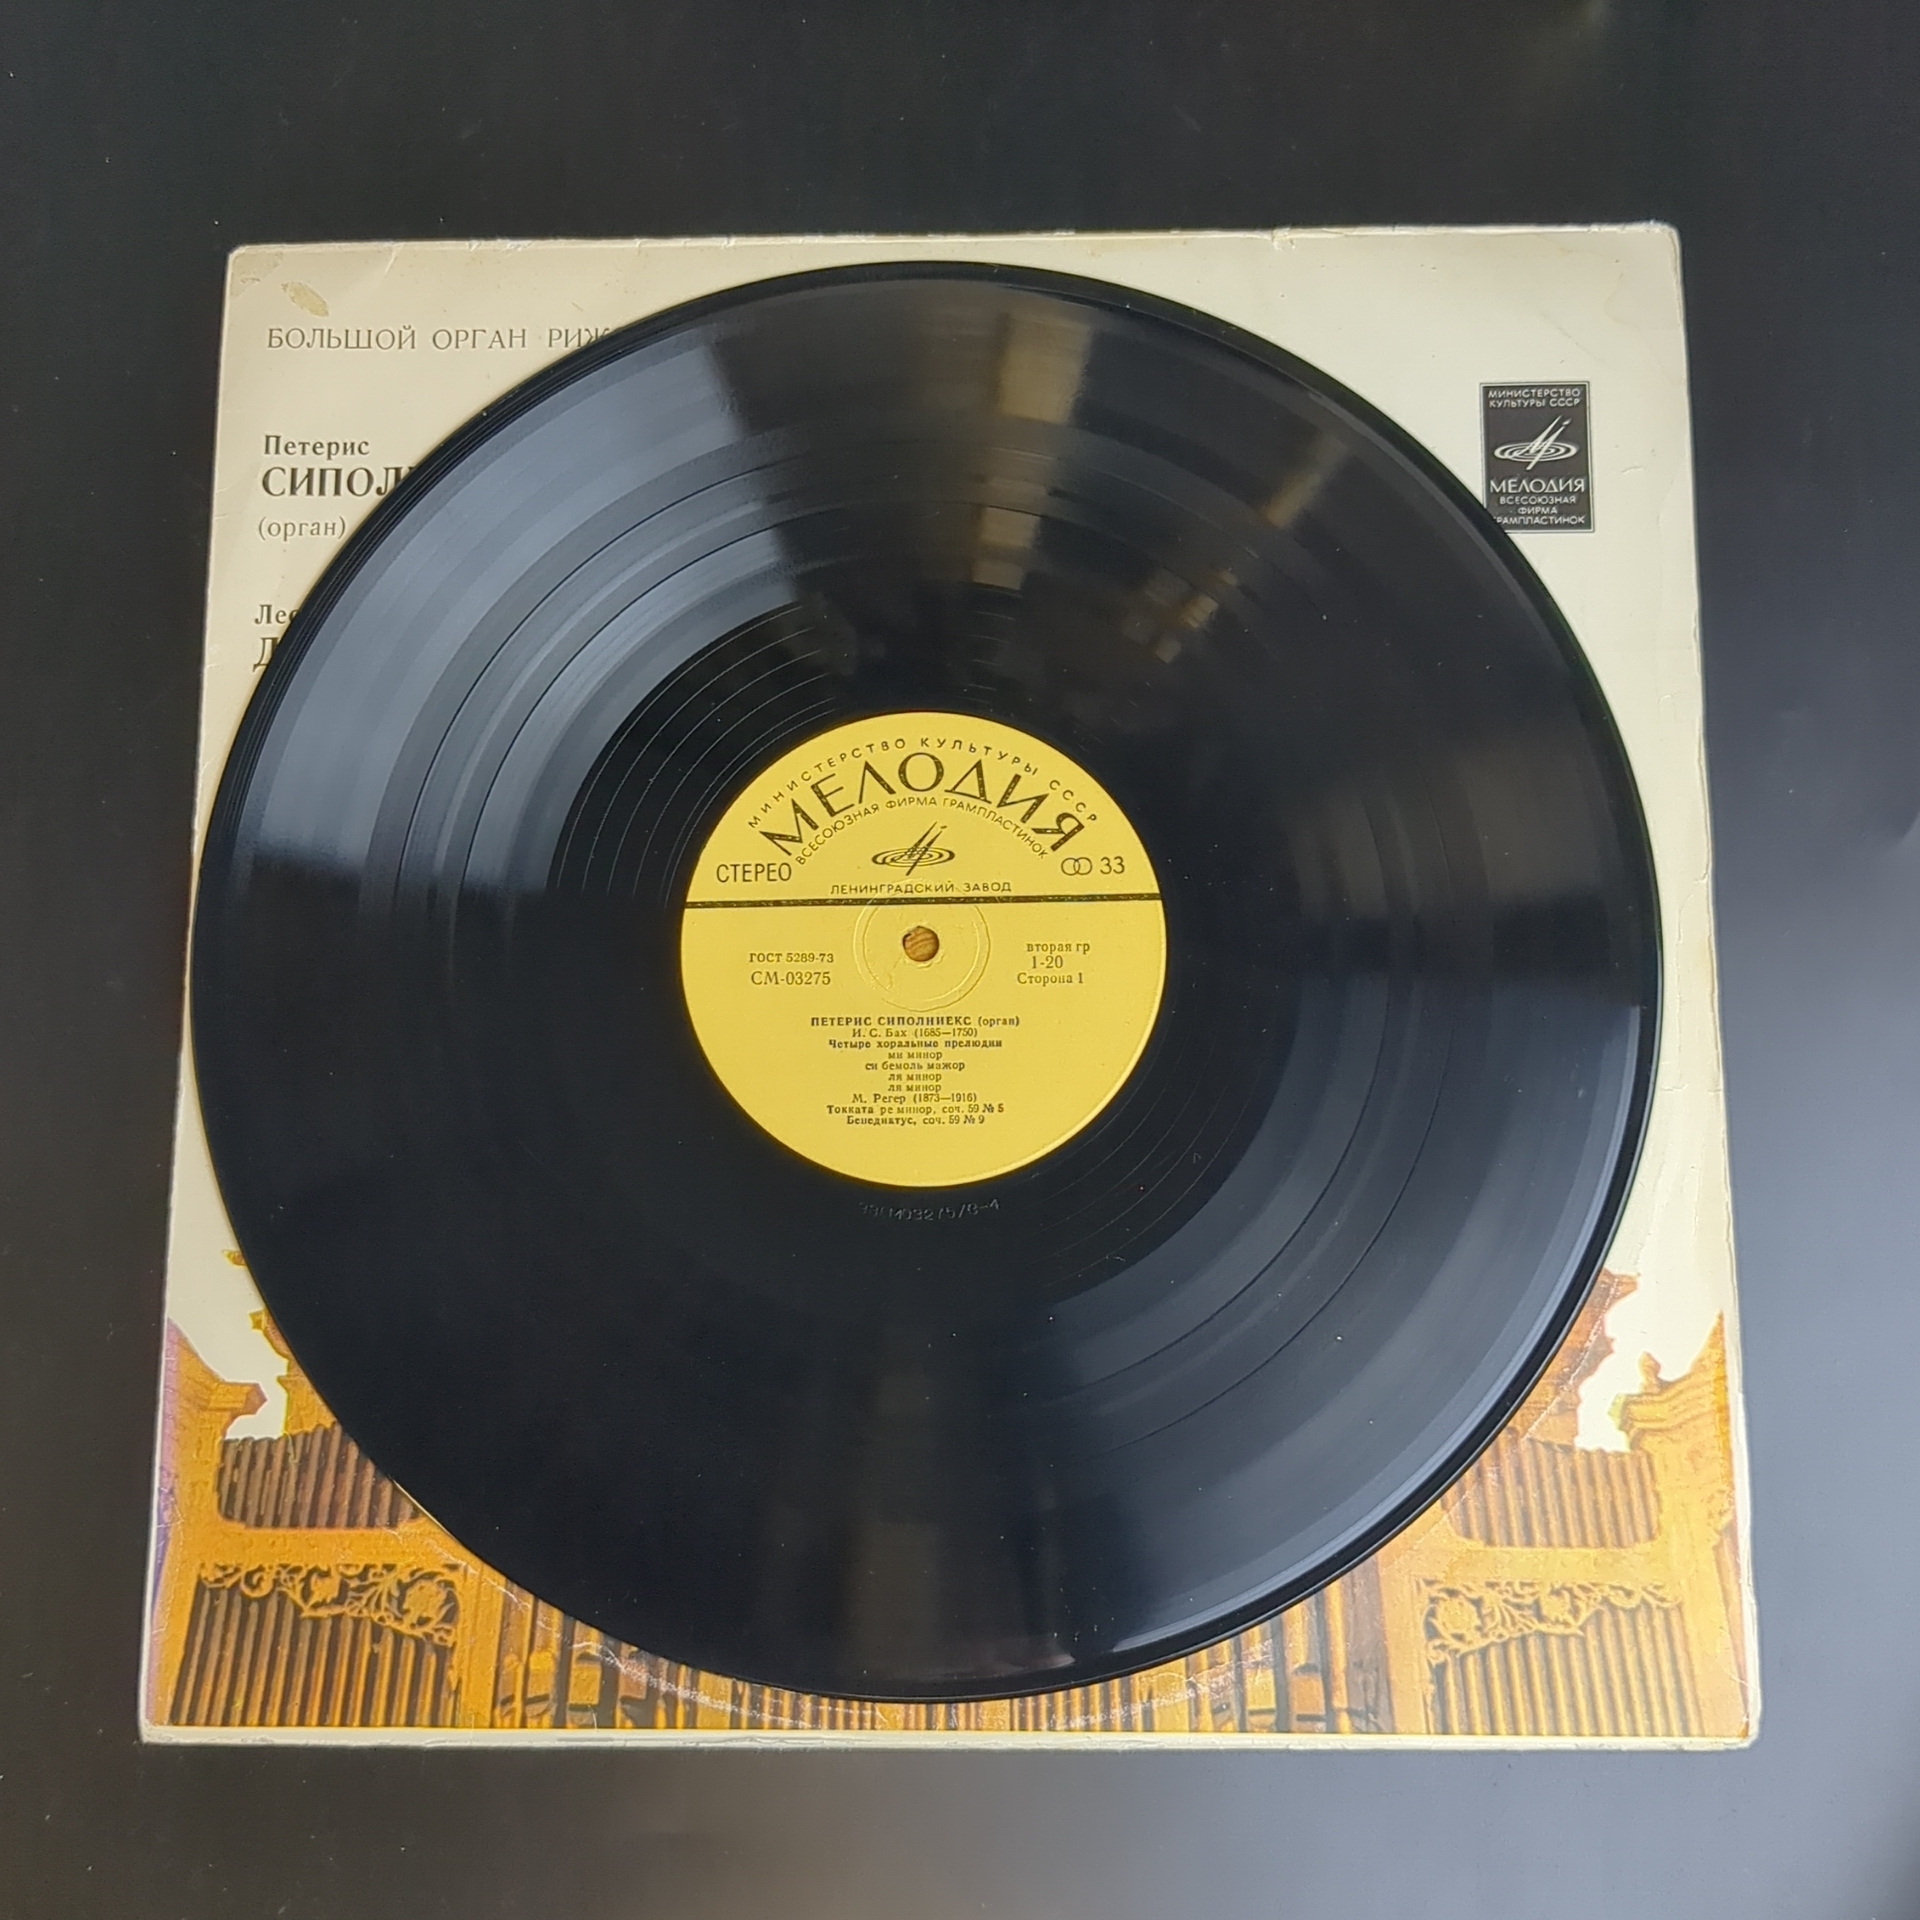 БОЛЬШОЙ ОРГАН
МИНИСТЕРСТВО
КУЛЬТУРЫ СССР
МЕЛОДИЯ
ВСЕСОЮЗНАЯ
ФИРМА
ГРАМПЛАСТИНОК
Петерис
(орган)
МИНИСТЕРСТВО КУЛЬТУРЫ СССР
МЕЛОДИЯ
ВСЕСОЮЗНАЯ ФИРМА ГРАМПЛАСТИНОК
СТЕРЕО
33
ЛЕНИНГРАДСКИЙ ЗАВОД
ГОСТ 5289-73
СМ-03275
вторая гр
1-20
Сторона 1
ПЕТЕРИС СИПОЛНИЕКС (орган)
И. С. Бах (1685—1750)
Четыре хоральные прелюдии
ми минор
си бемоль мажор
ля минор
ля минор
М. Регер (1873—1916)
Токката ре минор, соч. 59 № 5
Бенедиктус, соч. 59 № 9